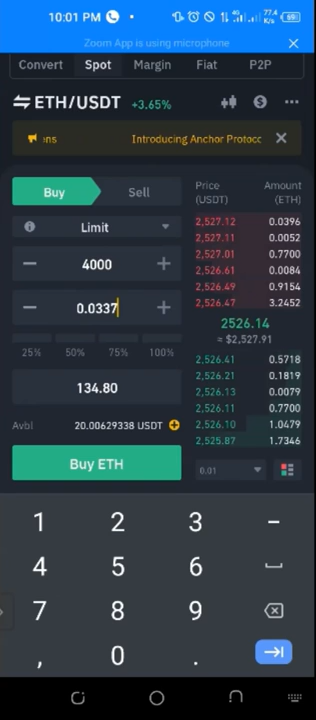 10:01 PM
77.4
K/s
Zoom App is using microphone
Convert Spot Margin Fiat P2P
ETH/USDT +3.65%
ens Introducing Anchor Protocc
Buy Sell
Price Amount
(USDT) (ETH)
Limit
4000
0.0337
25% 50% 75% 100%
134.80
Avbl 20.00629338 USDT
Buy ETH
2,527.12 0.0396
2,527.11 0.0052
2,527.01 0.7700
2,526.61 0.0084
2,526.49 0.9154
2,526.47 3.2452
2526.14
≈ $2,527.91
2,526.41 0.5718
2,526.21 0.1819
2,526.13 0.0079
2,526.11 0.7700
2,526.10 1.0479
2,525.87 1.7346
0.01
1 2 3 -
4 5 6
7 8 9
, 0 .